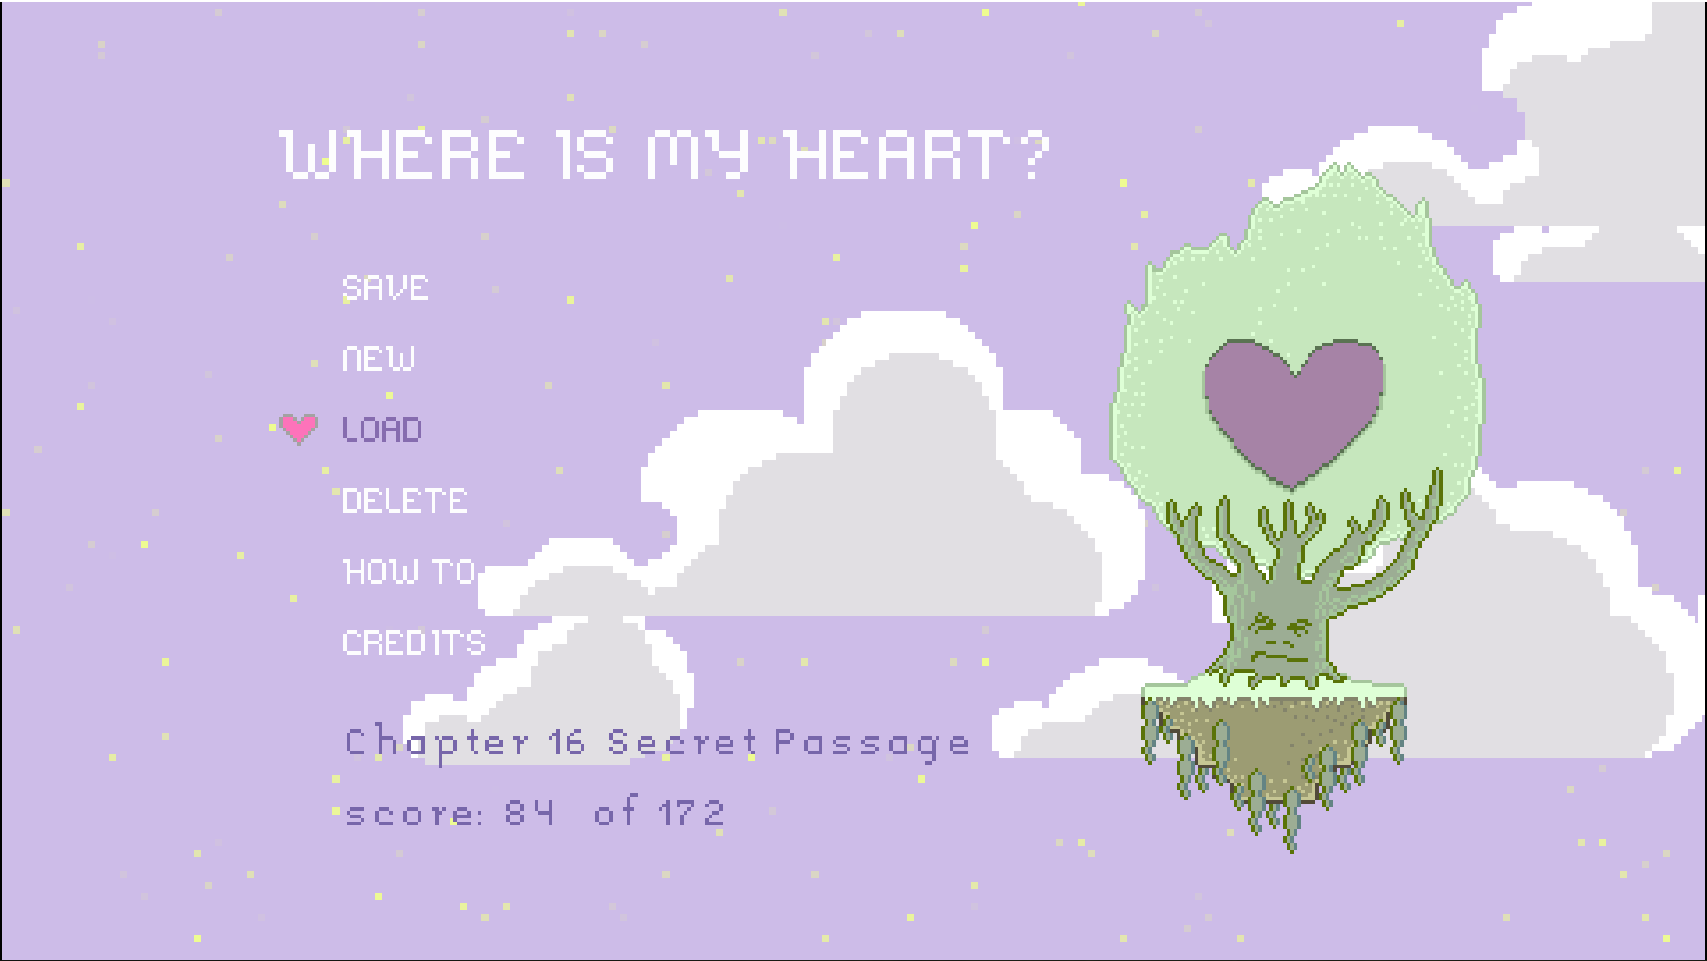 WHERE IS MY HEART?
SAVE
NEW
LOAD
DELETE
HOW TO
CREDITS
Chapter 16 Secret Passage
score: 84 of 172